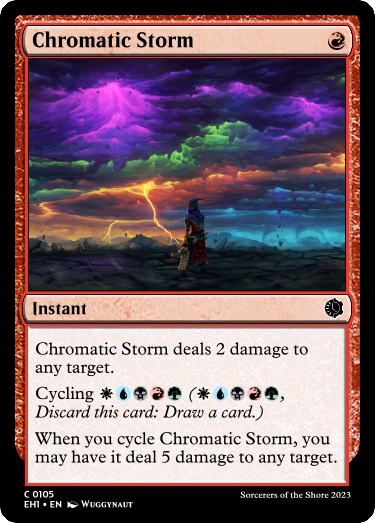 Chromatic Storm
Instant
Chromatic Storm deals 2 damage to
any target.
Cycling (,
Discard this card: Draw a card.)
When you cycle Chromatic Storm, you
may have it deal 5 damage to any target.
C 0105
EH1 • EN Wuggynaut
Sorcerers of the Shore 2023